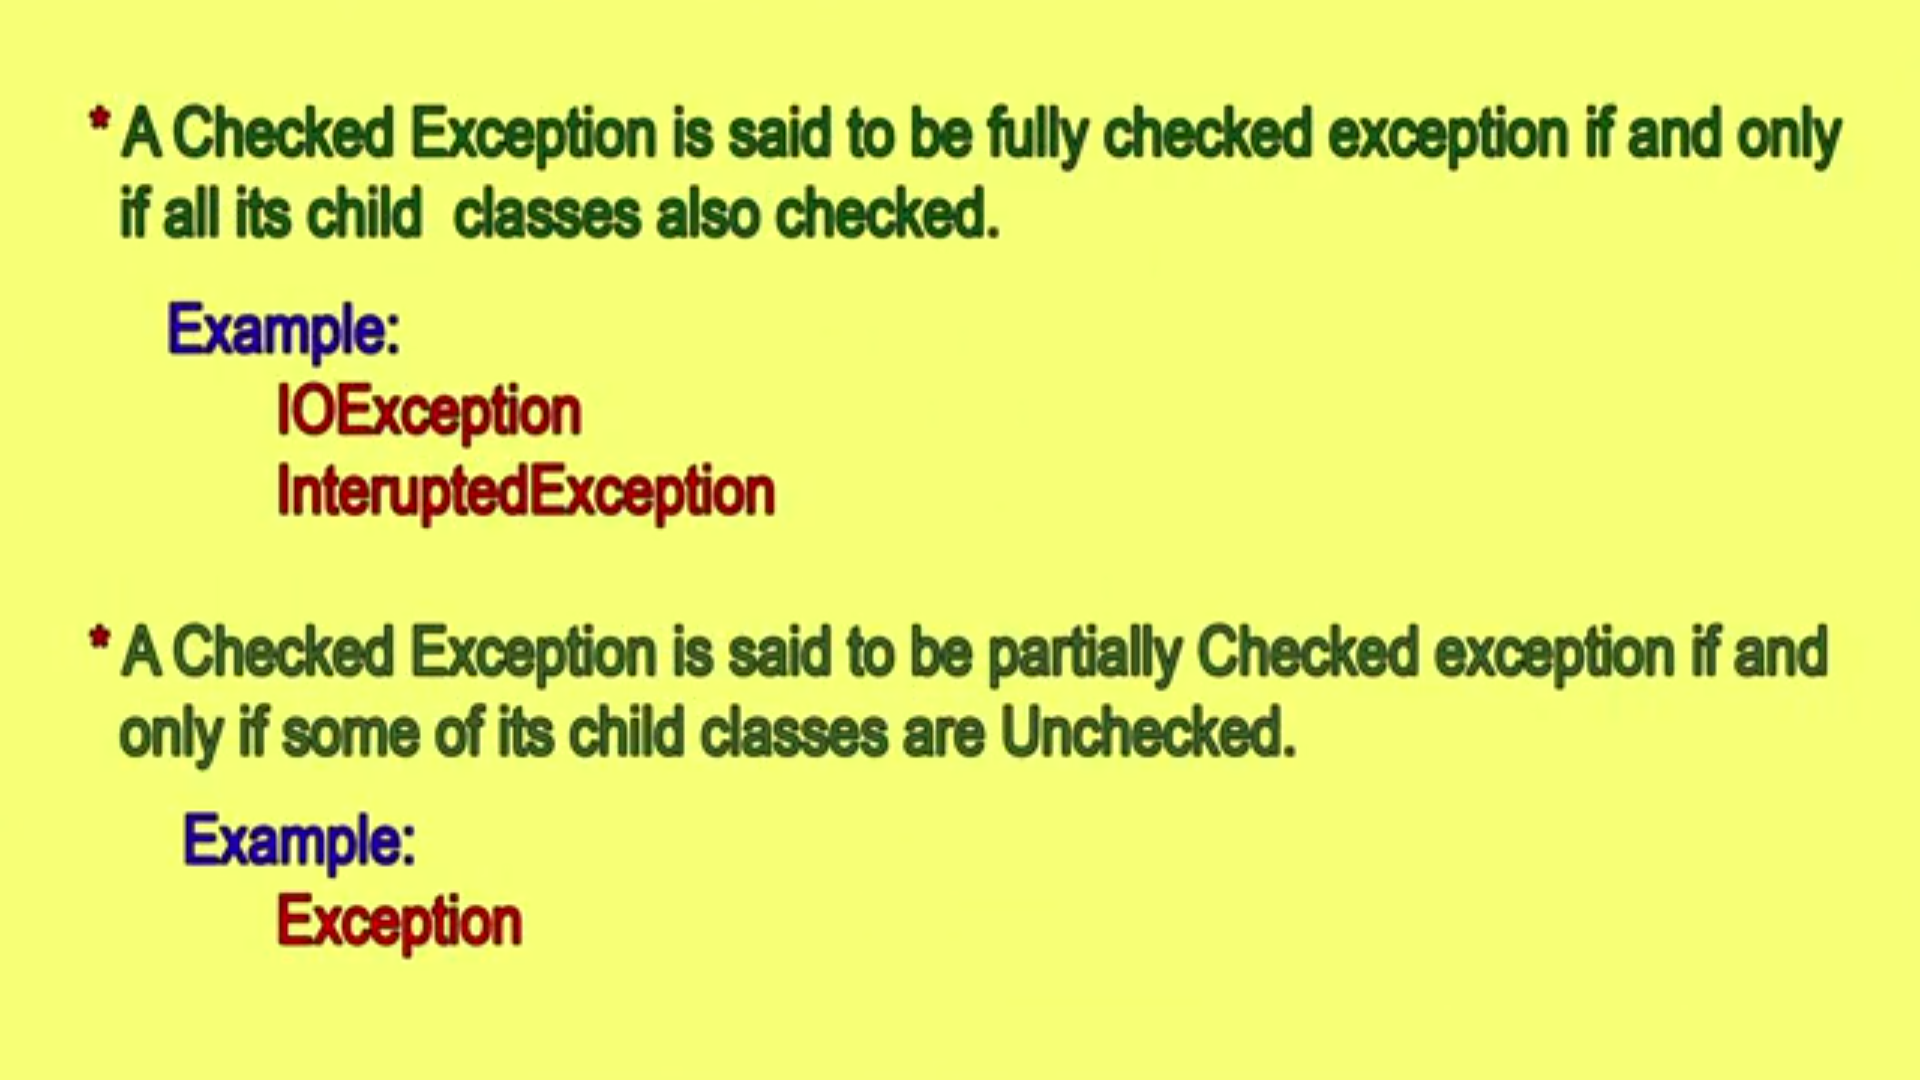 * A Checked Exception is said to be fully checked exception if and only
if all its child classes also checked.
Example:
IOException
InteruptedException
* A Checked Exception is said to be partially Checked exception if and
only if some of its child classes are Unchecked.
Example:
Exception